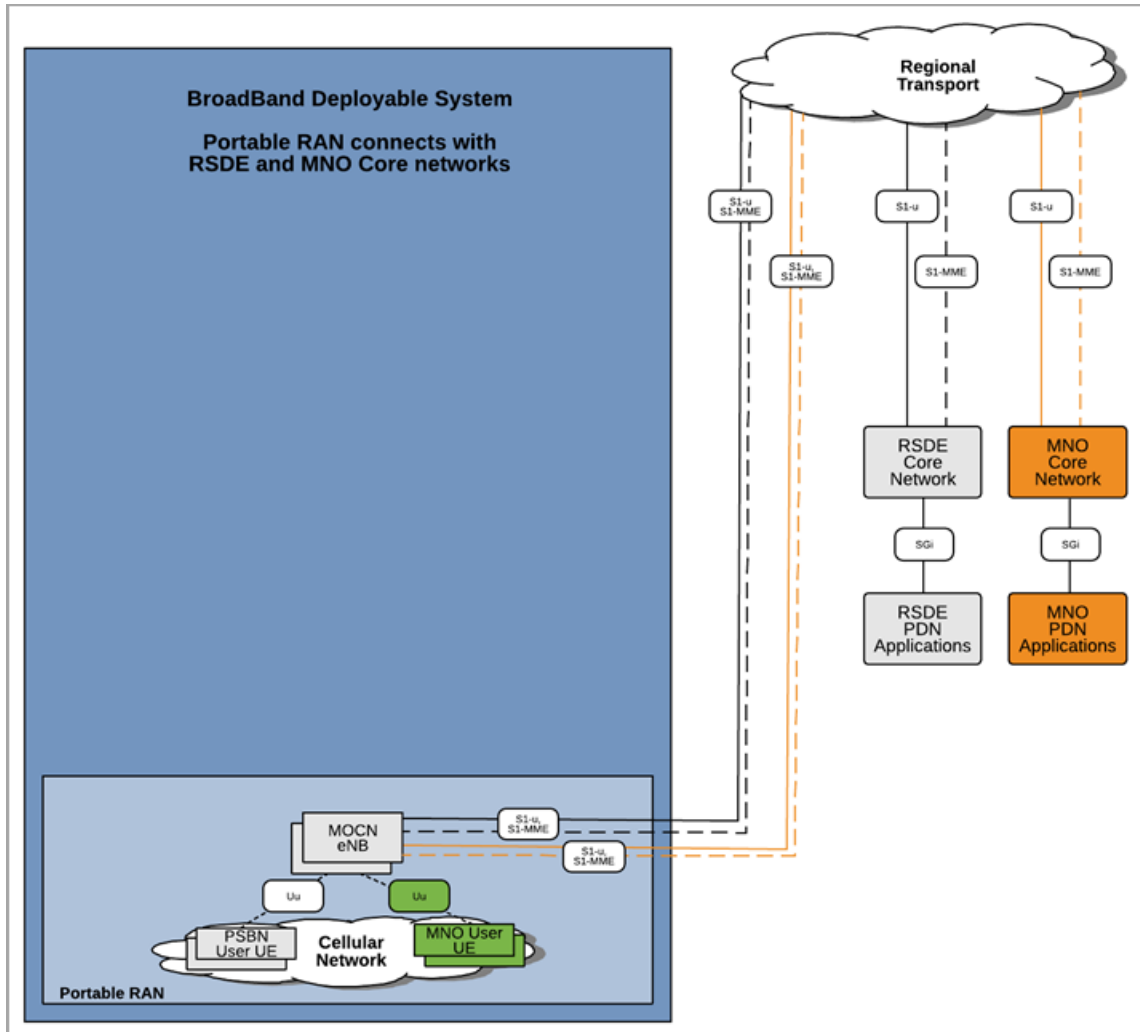 BroadBand Deployable System
Portable RAN connects with
RSDE and MNO Core networks
Regional
Transport
S1-u
S1-MME
S1-u,
S1-MME
S1-u
S1-MME
S1-u
S1-MME
RSDE
Core
Network
MNO
Core
Network
SGi
SGi
RSDE
PDN
Applications
MNO
PDN
Applications
MOCN
eNB
S1-u,
S1-MME
S1-u,
S1-MME
Uu
Uu
PSBN
User UE
Cellular
Network
MNO User
UE
Portable RAN